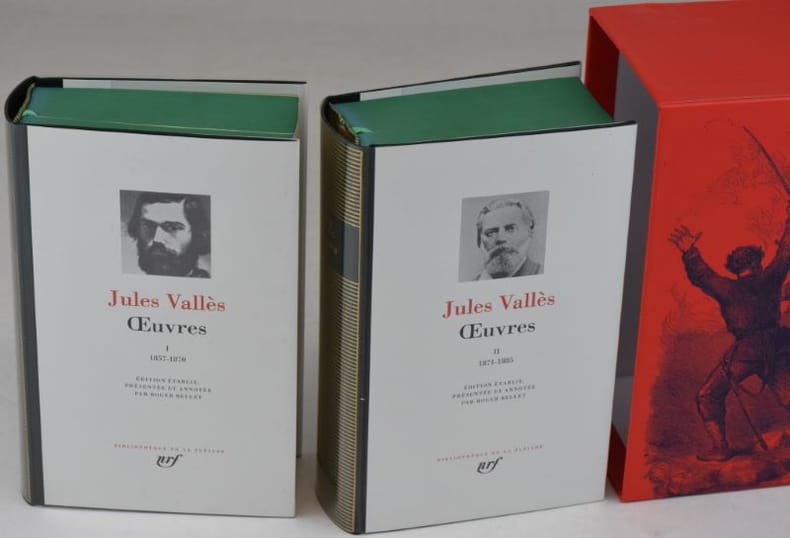 Jules Vallès
Œuvres
I
1857-1870
ÉDITION ÉTABLIE,
PRÉSENTÉE ET ANNOTÉE
PAR ROGER BELLET
BIBLIOTHÈQUE DE LA PLÉIADE
nrf
Jules Vallès
Œuvres
II
1871-1885
ÉDITION ÉTABLIE,
PRÉSENTÉE ET ANNOTÉE
PAR ROGER BELLET
BIBLIOTHÈQUE DE LA PLÉIADE
nrf